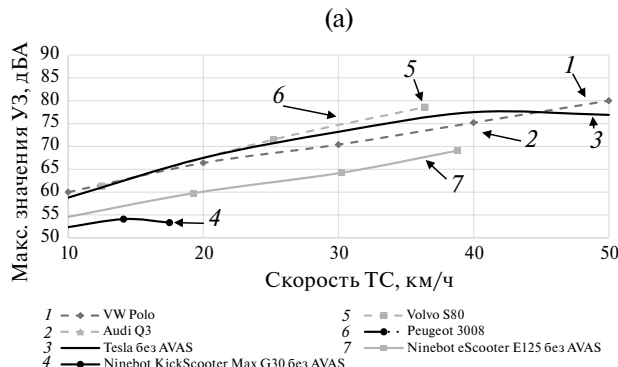 (a)
Макс. значения УЗ, дБА
90
85
80
75
70
65
60
55
50
10
20
30
40
50
1
2
3
4
5
6
7
Скорость ТС, км/ч
1 VW Polo
2 Audi Q3
3 Tesla без AVAS
4 Ninebot KickScooter Max G30 без AVAS
5 Volvo S80
6 Peugeot 3008
7 Ninebot eScooter E125 без AVAS